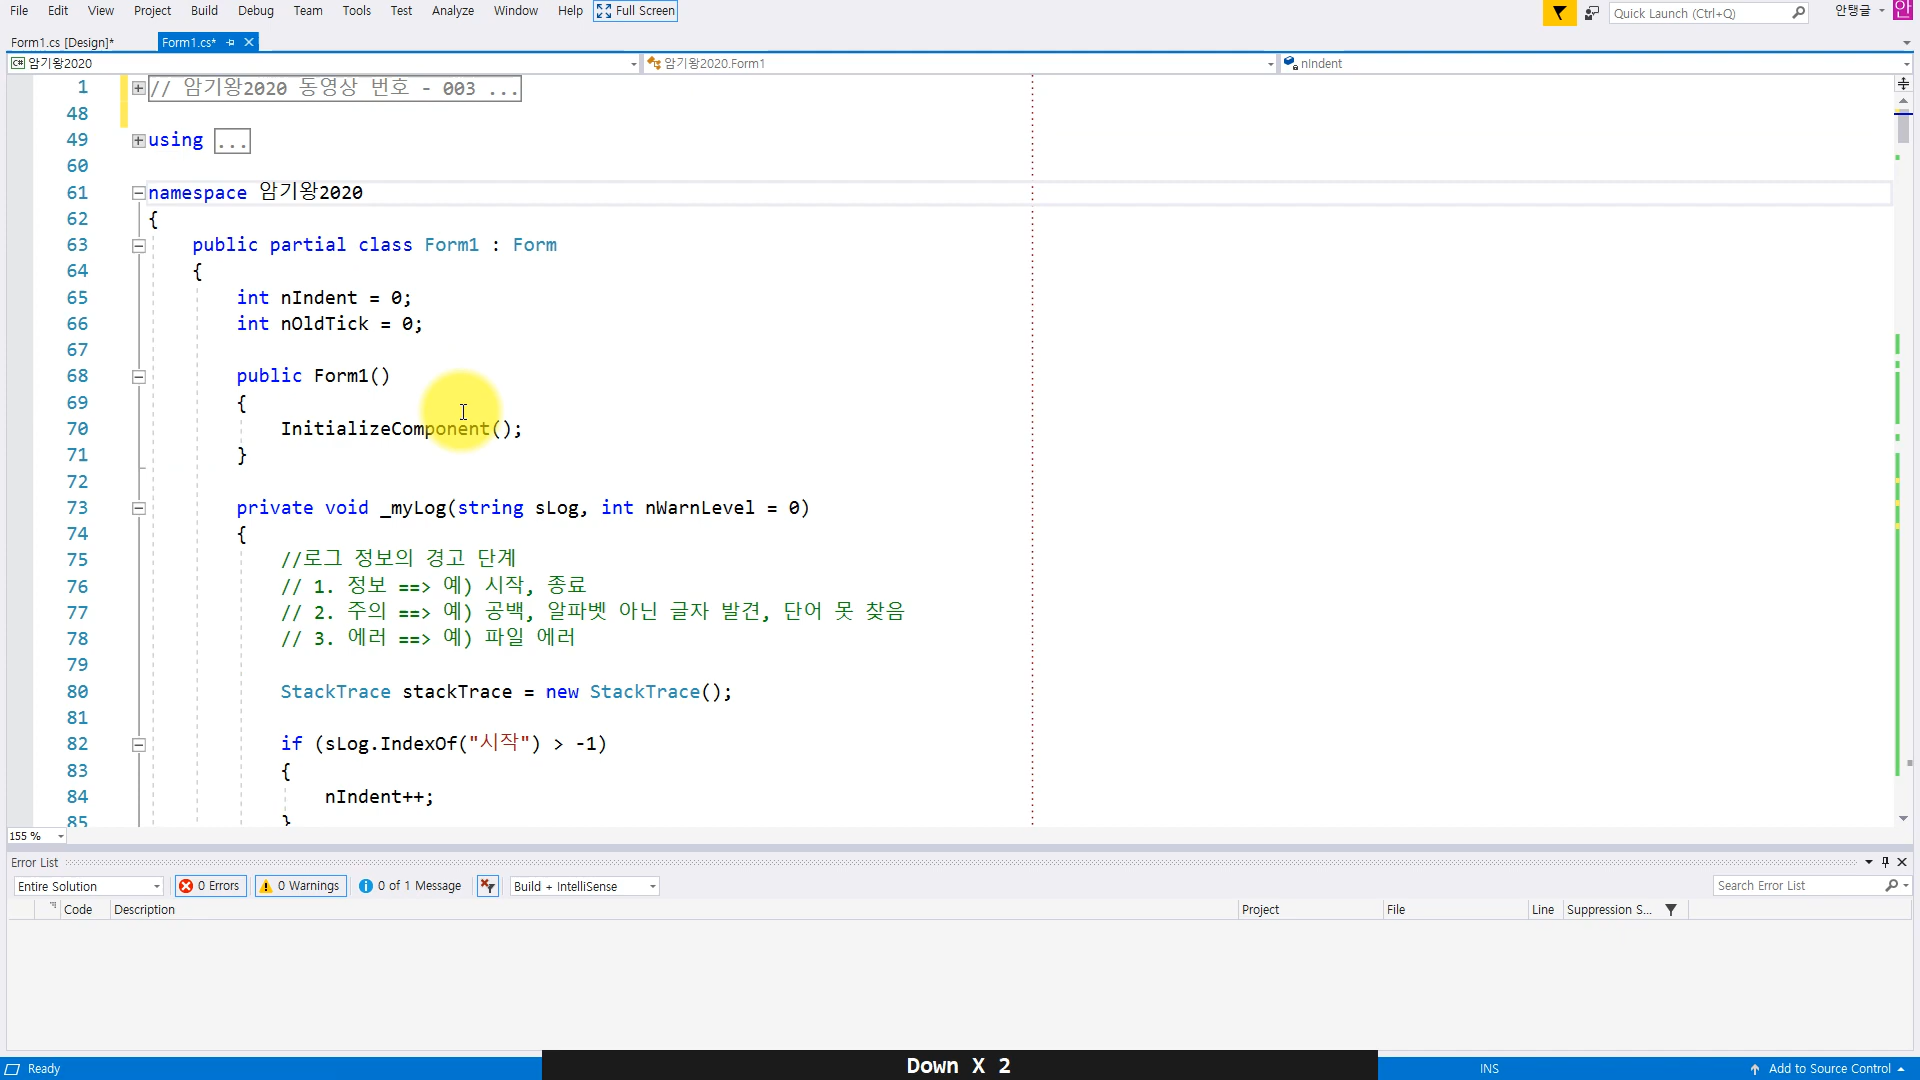 File Edit View Project Build Debug Team Tools Test Analyze Window Help Full Screen Quick Launch (Ctrl+Q) 안탱글 안
Form1.cs [Design]* Form1.cs*
C# 암기왕2020 암기왕2020.Form1 nIndent
1 // 암기왕2020 동영상 번호 - 003 ...
48
49 using ...
60
61 namespace 암기왕2020
62 {
63 public partial class Form1 : Form
64 {
65 int nIndent = 0;
66 int nOldTick = 0;
67
68 public Form1()
69 {
70 InitializeComponent();
71 }
72
73 private void _myLog(string sLog, int nWarnLevel = 0)
74 {
75 //로그 정보의 경고 단계
76 // 1. 정보 ==> 예) 시작, 종료
77 // 2. 주의 ==> 예) 공백, 알파벳 아닌 글자 발견, 단어 못 찾음
78 // 3. 에러 ==> 예) 파일 에러
79
80 StackTrace stackTrace = new StackTrace();
81
82 if (sLog.IndexOf("시작") > -1)
83 {
84 nIndent++;
85 }
155 %
Error List
Entire Solution 0 Errors 0 Warnings 0 of 1 Message Build + IntelliSense Search Error List
Code Description Project File Line Suppression S...
Ready Down X 2 INS Add to Source Control